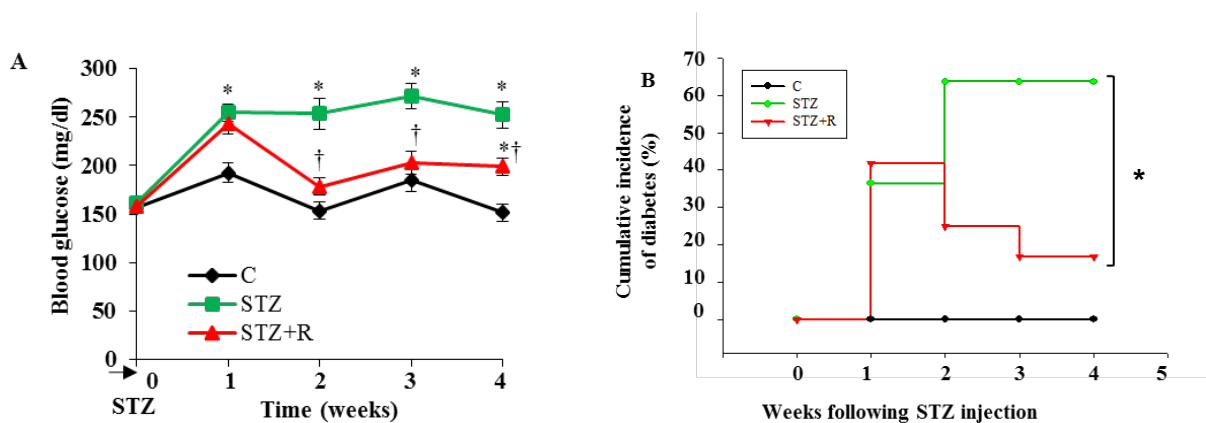 A
Blood glucose (mg/dl)
300
250
200
150
100
50
0
* * * *
† † *†
C
STZ
STZ+R
0 1 2 3 4
STZ
Time (weeks)
B
Cumulative incidence
of diabetes (%)
70
60
50
40
30
20
10
0
C
STZ
STZ+R
*
0 1 2 3 4 5
Weeks following STZ injection